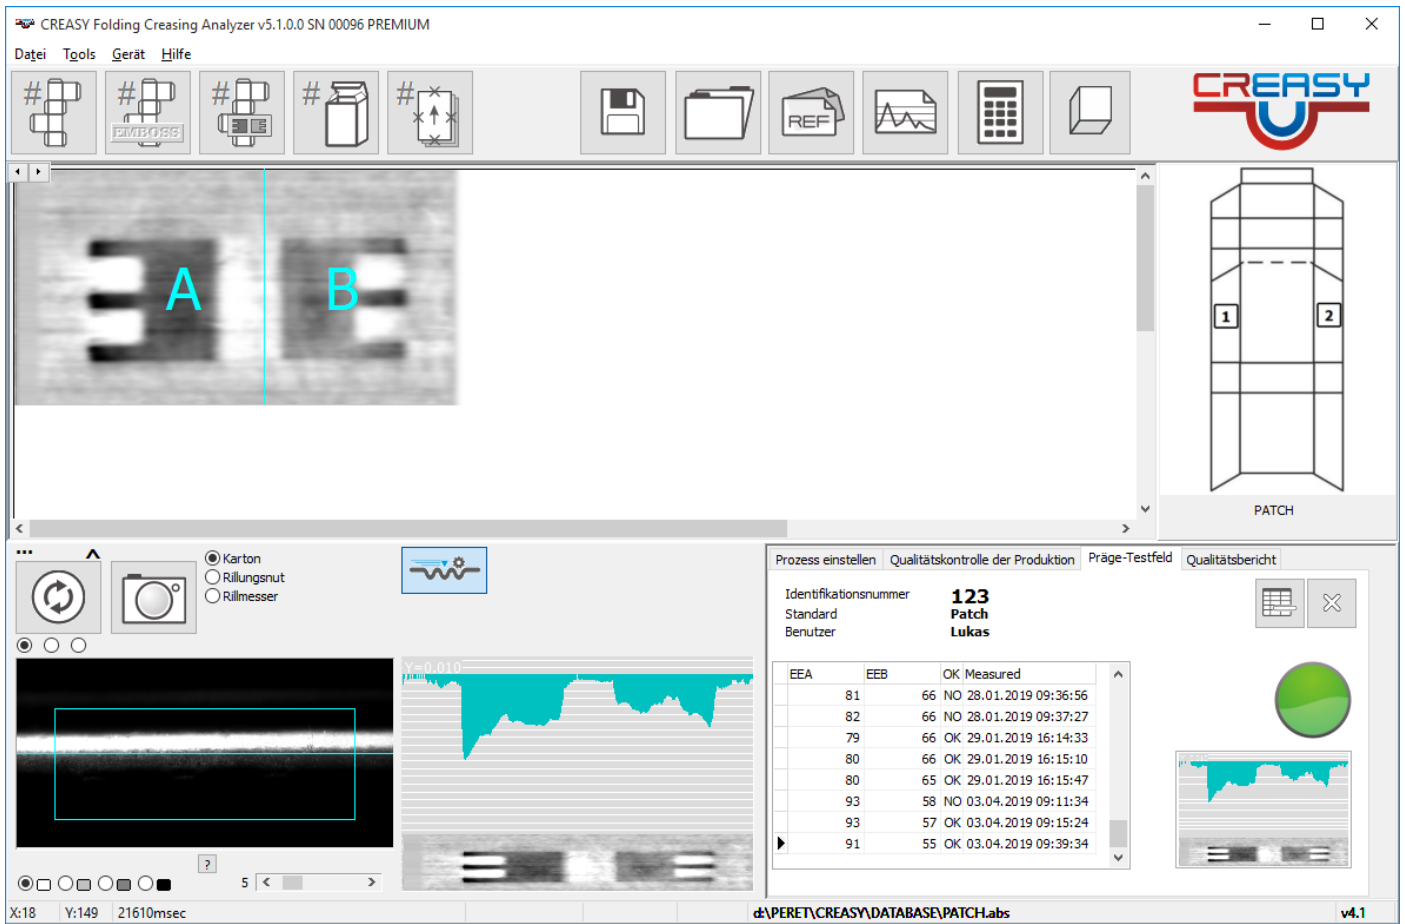 CREASY Folding Creasing Analyzer v5.1.0.0 SN 00096 PREMIUM
Datei Tools Gerät Hilfe
# # # # #
EMBOSS
REF
CREASY
A B
1 2
PATCH
Karton
Rillungsnut
Rillmesser
Y=0.010
?
5
Prozess einstellen Qualitätskontrolle der Produktion Präge-Testfeld Qualitätsbericht
Identifikationsnummer 123
Standard Patch
Benutzer Lukas
EEA EEB OK Measured
81 66 NO 28.01.2019 09:36:56
82 66 NO 28.01.2019 09:37:27
79 66 OK 29.01.2019 16:14:33
80 66 OK 29.01.2019 16:15:10
80 65 OK 29.01.2019 16:15:47
93 58 NO 03.04.2019 09:11:34
93 57 OK 03.04.2019 09:15:24
91 55 OK 03.04.2019 09:39:34
X:18 Y:149 21610msec d:\PERET\CREASY\DATABASE\PATCH.abs v4.1